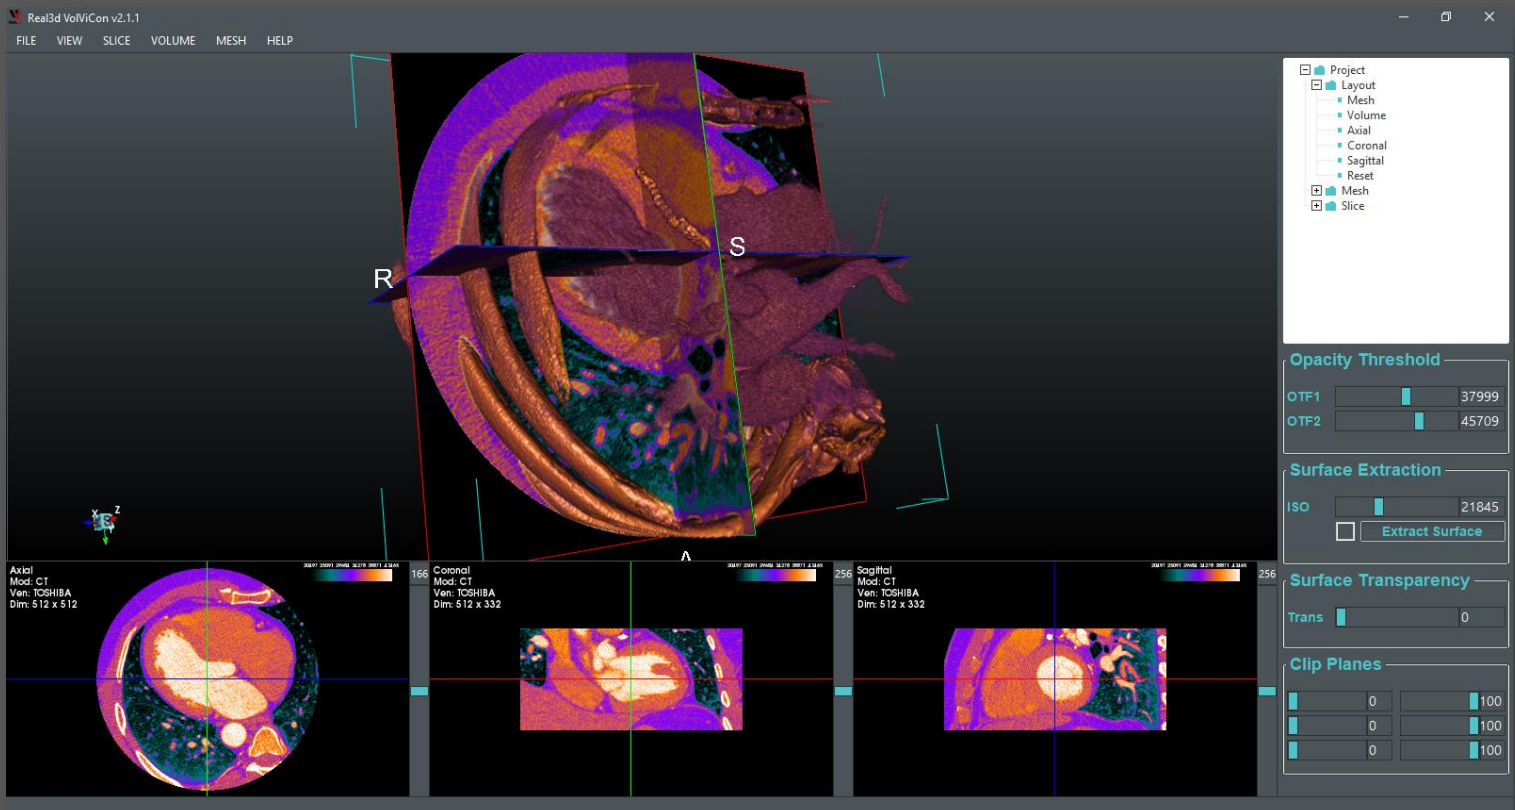 Real3d VolViCon v2.1.1
FILE VIEW SLICE VOLUME MESH HELP
Project
Layout
Mesh
Volume
Axial
Coronal
Sagittal
Reset
Mesh
Slice
R
S
A
X
Z
Y
S
Opacity Threshold
OTF1 37999
OTF2 45709
Surface Extraction
ISO 21845
Extract Surface
Surface Transparency
Trans 0
Clip Planes
0 100
0 100
0 100
Axial
Mod: CT
Ven: TOSHIBA
Dim: 512 x 512
166
Coronal
Mod: CT
Ven: TOSHIBA
Dim: 512 x 332
256
Sagittal
Mod: CT
Ven: TOSHIBA
Dim: 512 x 332
256